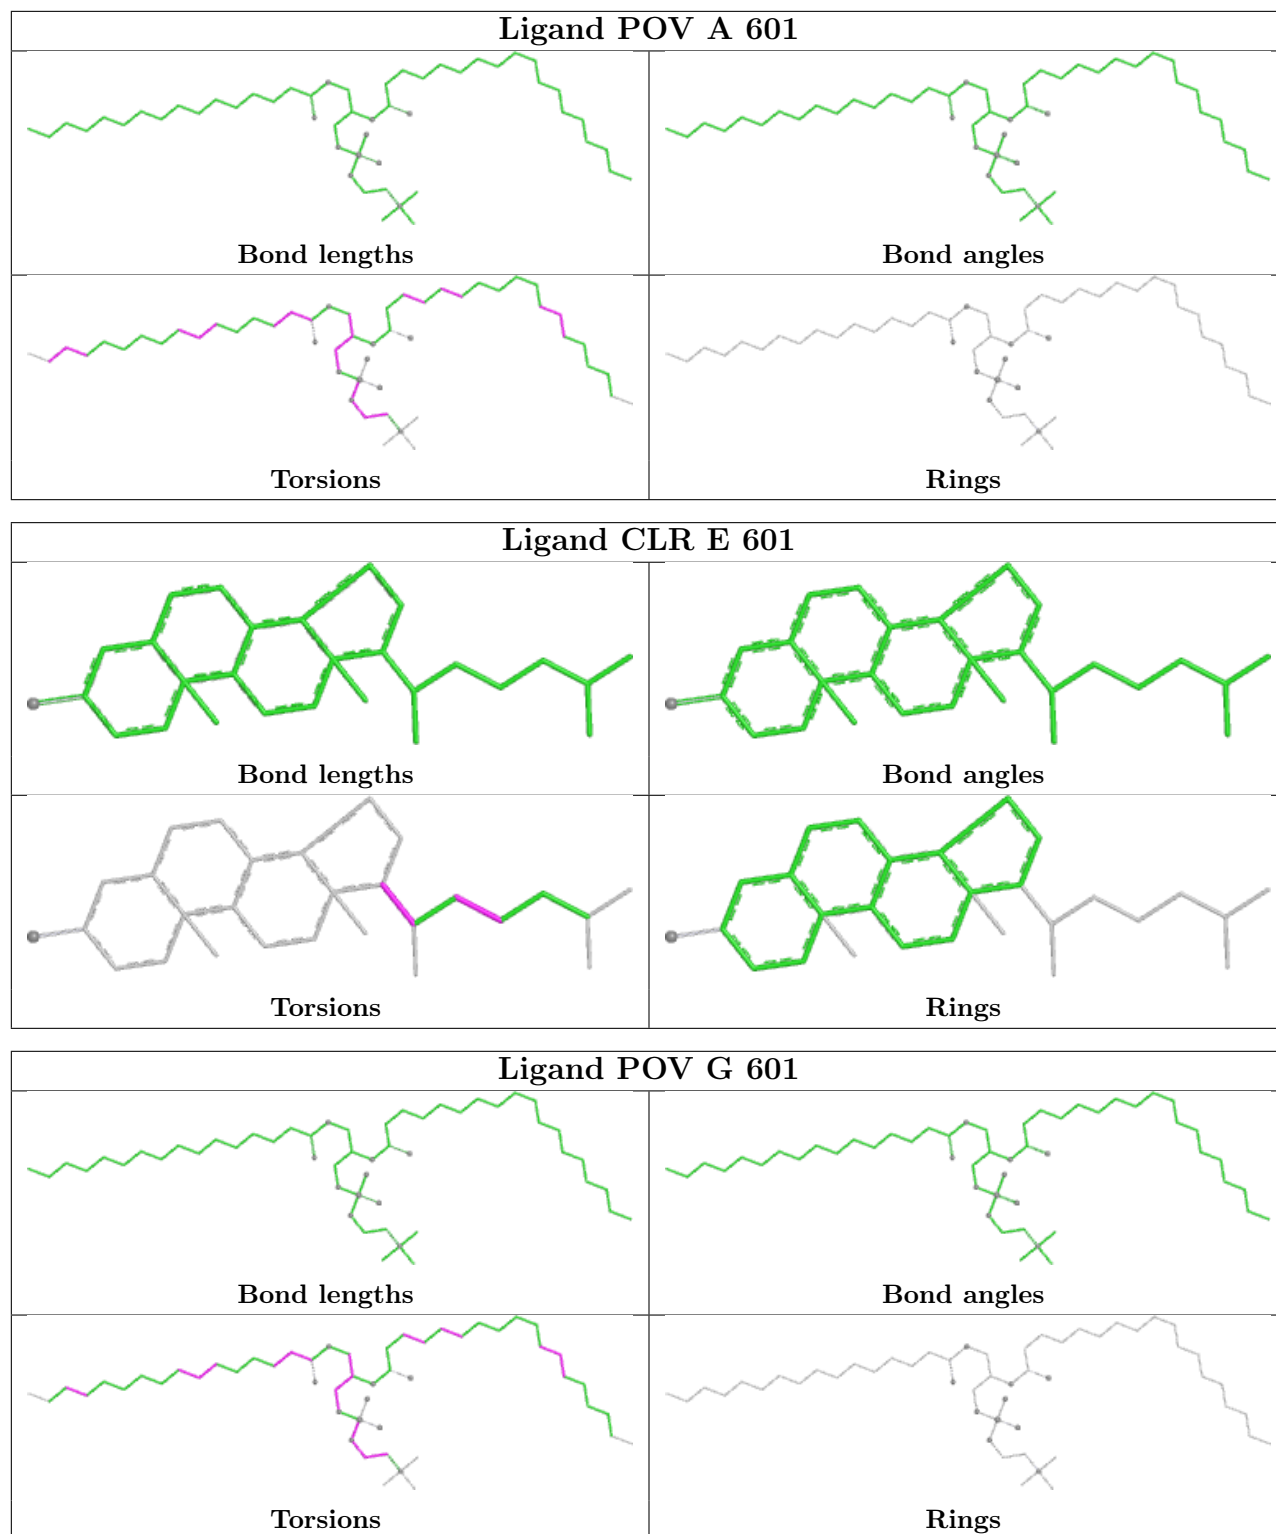 Ligand POV A 601
Bond lengths
Bond angles
Torsions
Rings
Ligand CLR E 601
Bond lengths
Bond angles
Torsions
Rings
Ligand POV G 601
Bond lengths
Bond angles
Torsions
Rings